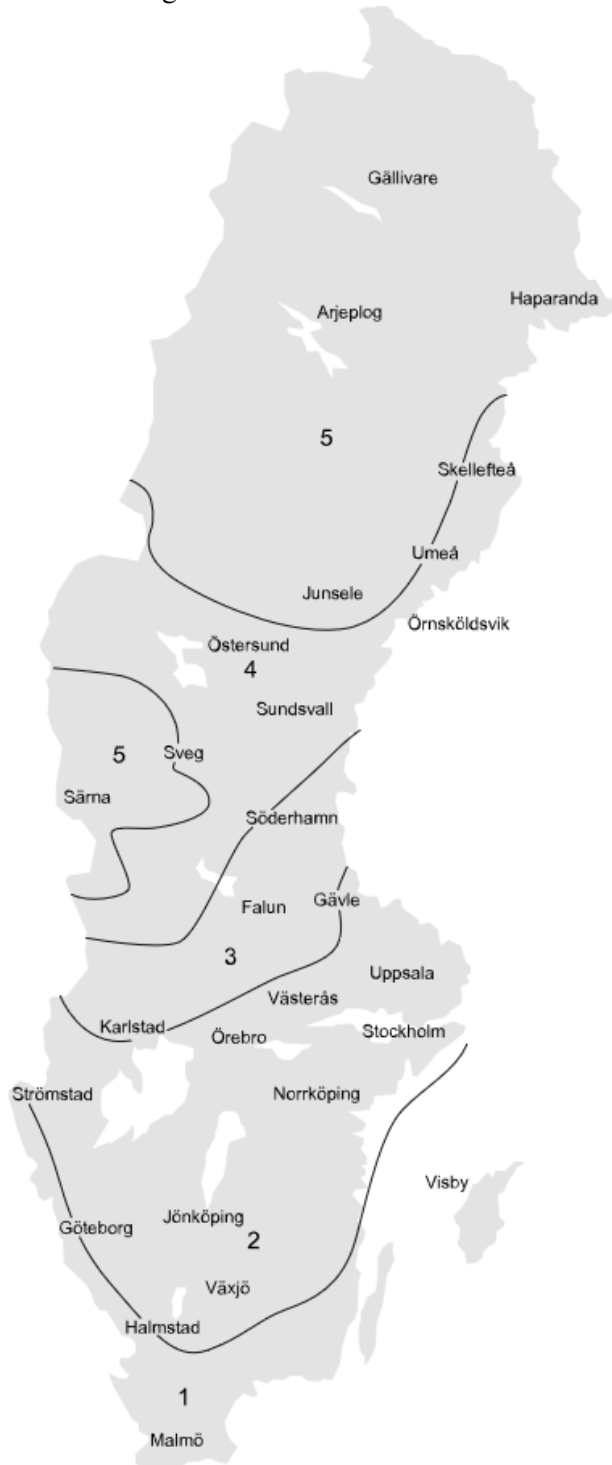 Gällivare
Haparanda
Arjeplog
5
Skellefteå
Umeå
Junsele
Örnsköldsvik
Östersund
4
Sundsvall
5
Sveg
Särna
Söderhamn
Falun
Gävle
3
Uppsala
Västerås
Karlstad
Örebro
Stockholm
Strömstad
Norrköping
Visby
Göteborg
Jönköping
2
Växjö
Halmstad
1
Malmö